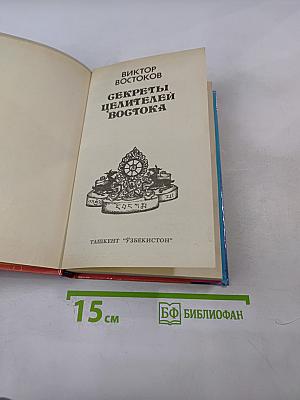 ВИКТОР
ВОСТОКОВ
СЕКРЕТЫ
ЦЕЛИТЕЛЕЙ
ВОСТОКА
ТАШКЕНТ "ЎЗБЕКИСТОН"
15 см
БФ БИБЛИОФАН